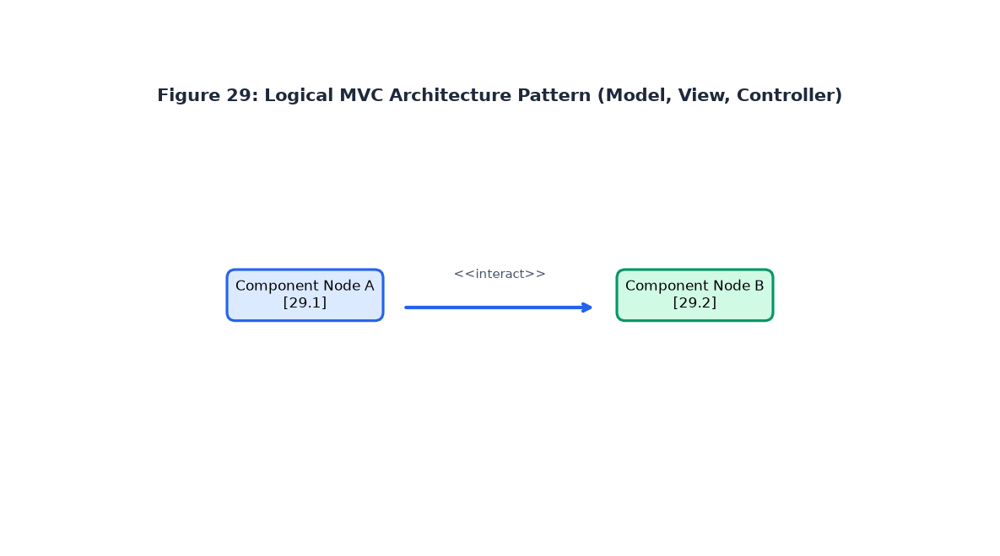 Figure 29: Logical MVC Architecture Pattern (Model, View, Controller)
<<interact>>
Component Node A
[29.1]
Component Node B
[29.2]